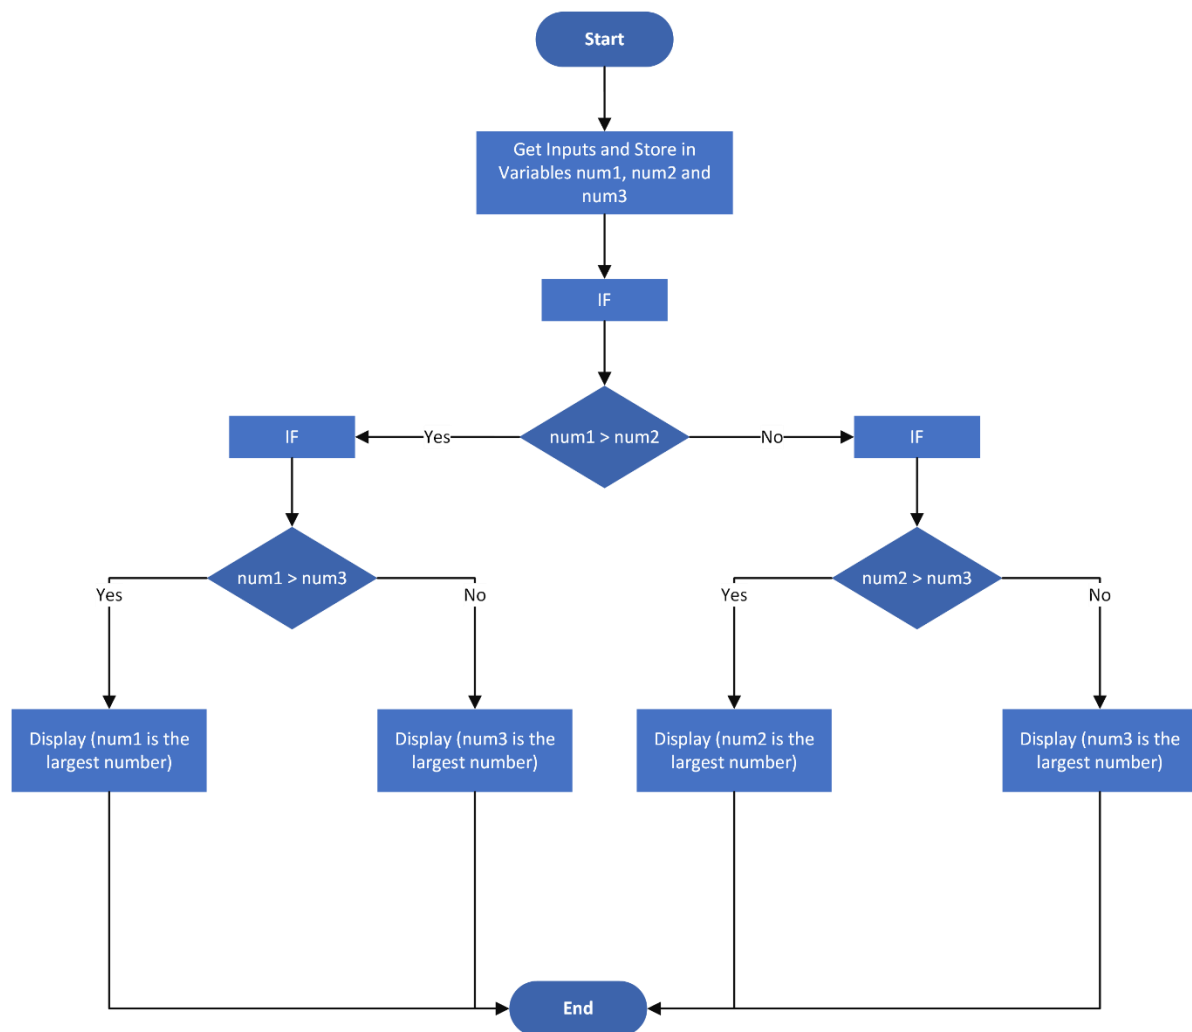 Start
Get Inputs and Store in
Variables num1, num2 and
num3
IF
IF
Yes
num1 > num2
No
IF
num1 > num3
num2 > num3
Yes
No
Yes
No
Display (num1 is the
largest number)
Display (num3 is the
largest number)
Display (num2 is the
largest number)
Display (num3 is the
largest number)
End